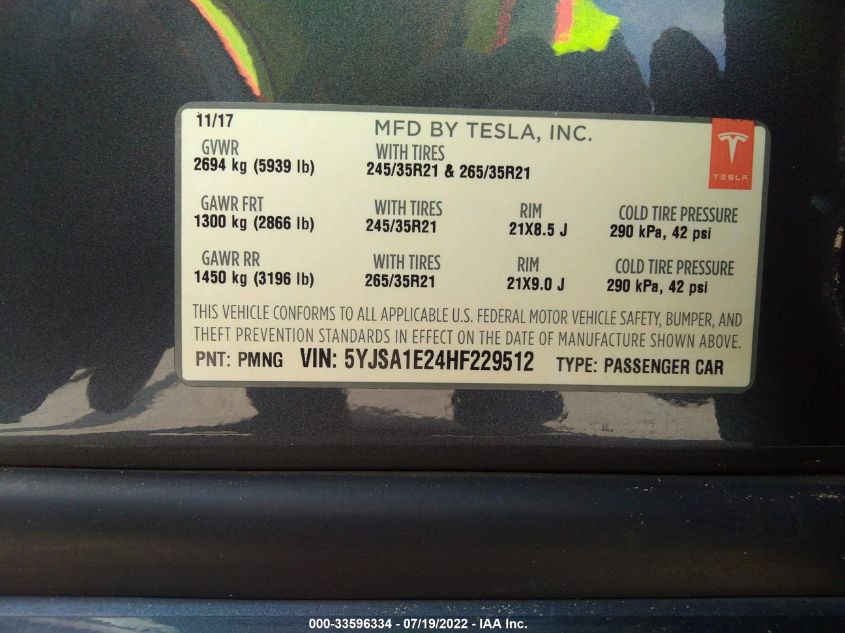 11/17
MFD BY TESLA, INC.
GVWR WITH TIRES
2694 kg (5939 lb) 245/35R21 & 265/35R21
TESLA
GAWR FRT WITH TIRES RIM COLD TIRE PRESSURE
1300 kg (2866 lb) 245/35R21 21X8.5 J 290 kPa, 42 psi
GAWR RR WITH TIRES RIM COLD TIRE PRESSURE
1450 kg (3196 lb) 265/35R21 21X9.0 J 290 kPa, 42 psi
THIS VEHICLE CONFORMS TO ALL APPLICABLE U.S. FEDERAL MOTOR VEHICLE SAFETY, BUMPER, AND
THEFT PREVENTION STANDARDS IN EFFECT ON THE DATE OF MANUFACTURE SHOWN ABOVE.
PNT: PMNG VIN: 5YJSA1E24HF229512 TYPE: PASSENGER CAR
000-33596334 - 07/19/2022 - IAA Inc.